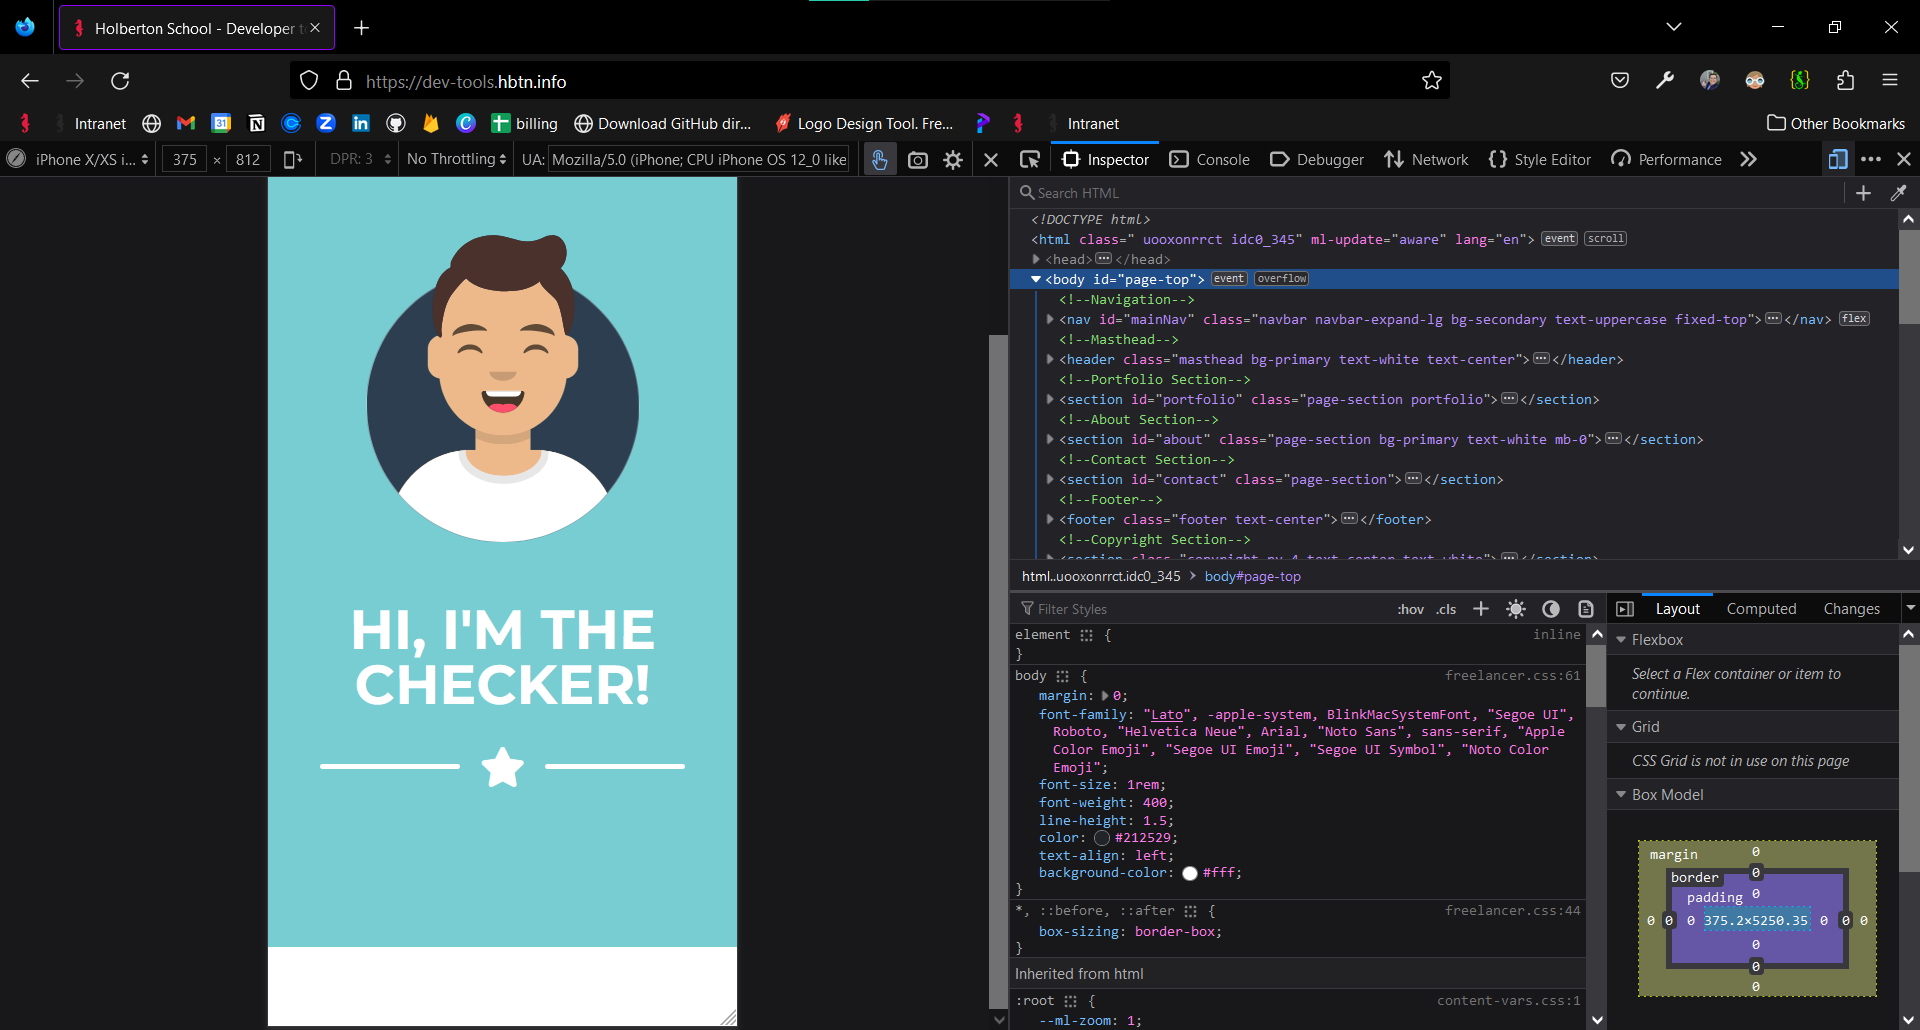 Holberton School - Developer t
https://dev-tools.hbtn.info
Intranet
31
billing
Download GitHub dir...
Logo Design Tool. Fre...
Intranet
Other Bookmarks
iPhone X/XS i...
375 × 812
DPR: 3
No Throttling
UA: Mozilla/5.0 (iPhone; CPU iPhone OS 12_0 like
Inspector
Console
Debugger
Network
Style Editor
Performance
HI, I'M THE
CHECKER!
Search HTML
<!DOCTYPE html>
<html class=" uooxonrrct idc0_345" ml-update="aware" lang="en"> event scroll
<head>⋯</head>
<body id="page-top"> event overflow
<!--Navigation-->
<nav id="mainNav" class="navbar navbar-expand-lg bg-secondary text-uppercase fixed-top">⋯</nav> flex
<!--Masthead-->
<header class="masthead bg-primary text-white text-center">⋯</header>
<!--Portfolio Section-->
<section id="portfolio" class="page-section portfolio">⋯</section>
<!--About Section-->
<section id="about" class="page-section bg-primary text-white mb-0">⋯</section>
<!--Contact Section-->
<section id="contact" class="page-section">⋯</section>
<!--Footer-->
<footer class="footer text-center">⋯</footer>
<!--Copyright Section-->
<section class="copyright py-4 text-center text-white">⋯</section>
html..uooxonrrct.idc0_345 > body#page-top
Filter Styles
:hov .cls
element {
inline
}
body {
freelancer.css:61
margin: 0;
font-family: "Lato", -apple-system, BlinkMacSystemFont, "Segoe UI",
Roboto, "Helvetica Neue", Arial, "Noto Sans", sans-serif, "Apple
Color Emoji", "Segoe UI Emoji", "Segoe UI Symbol", "Noto Color
Emoji";
font-size: 1rem;
font-weight: 400;
line-height: 1.5;
color: #212529;
text-align: left;
background-color: #fff;
}
*, ::before, ::after {
freelancer.css:44
box-sizing: border-box;
}
Inherited from html
:root {
content-vars.css:1
--ml-zoom: 1;
Layout
Computed
Changes
Flexbox
Select a Flex container or item to
continue.
Grid
CSS Grid is not in use on this page
Box Model
margin 0
border 0
padding 0
0 0 0 375.2x5250.35 0 0 0
0
0
0